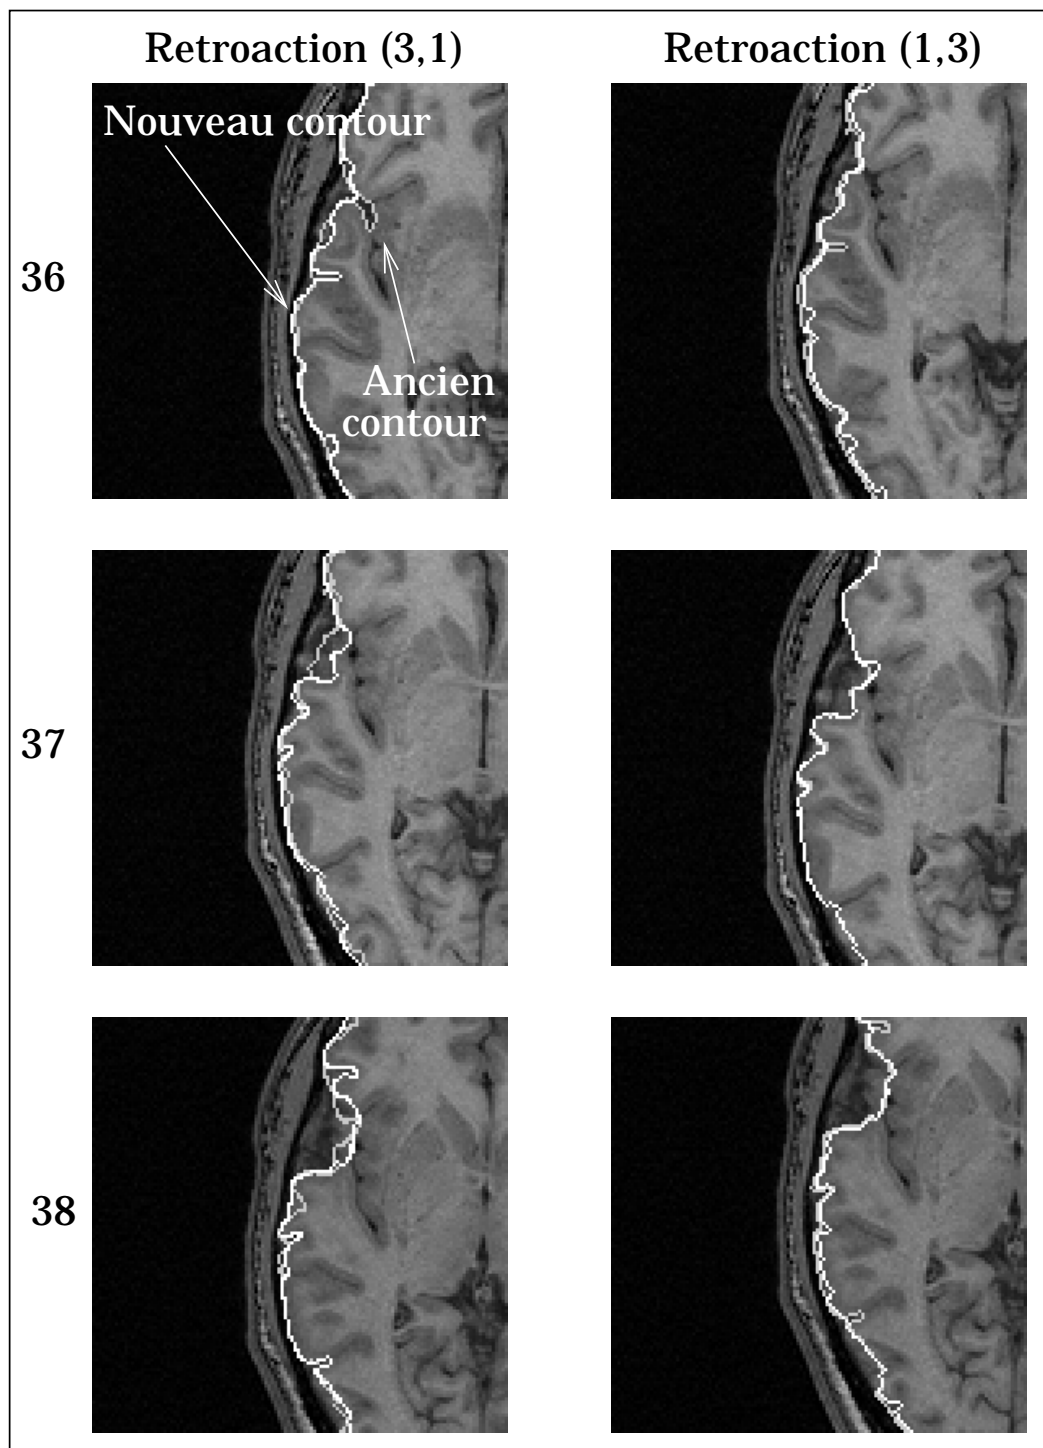 Retroaction (3,1)
Retroaction (1,3)
Nouveau contour
36
Ancien
contour
37
38